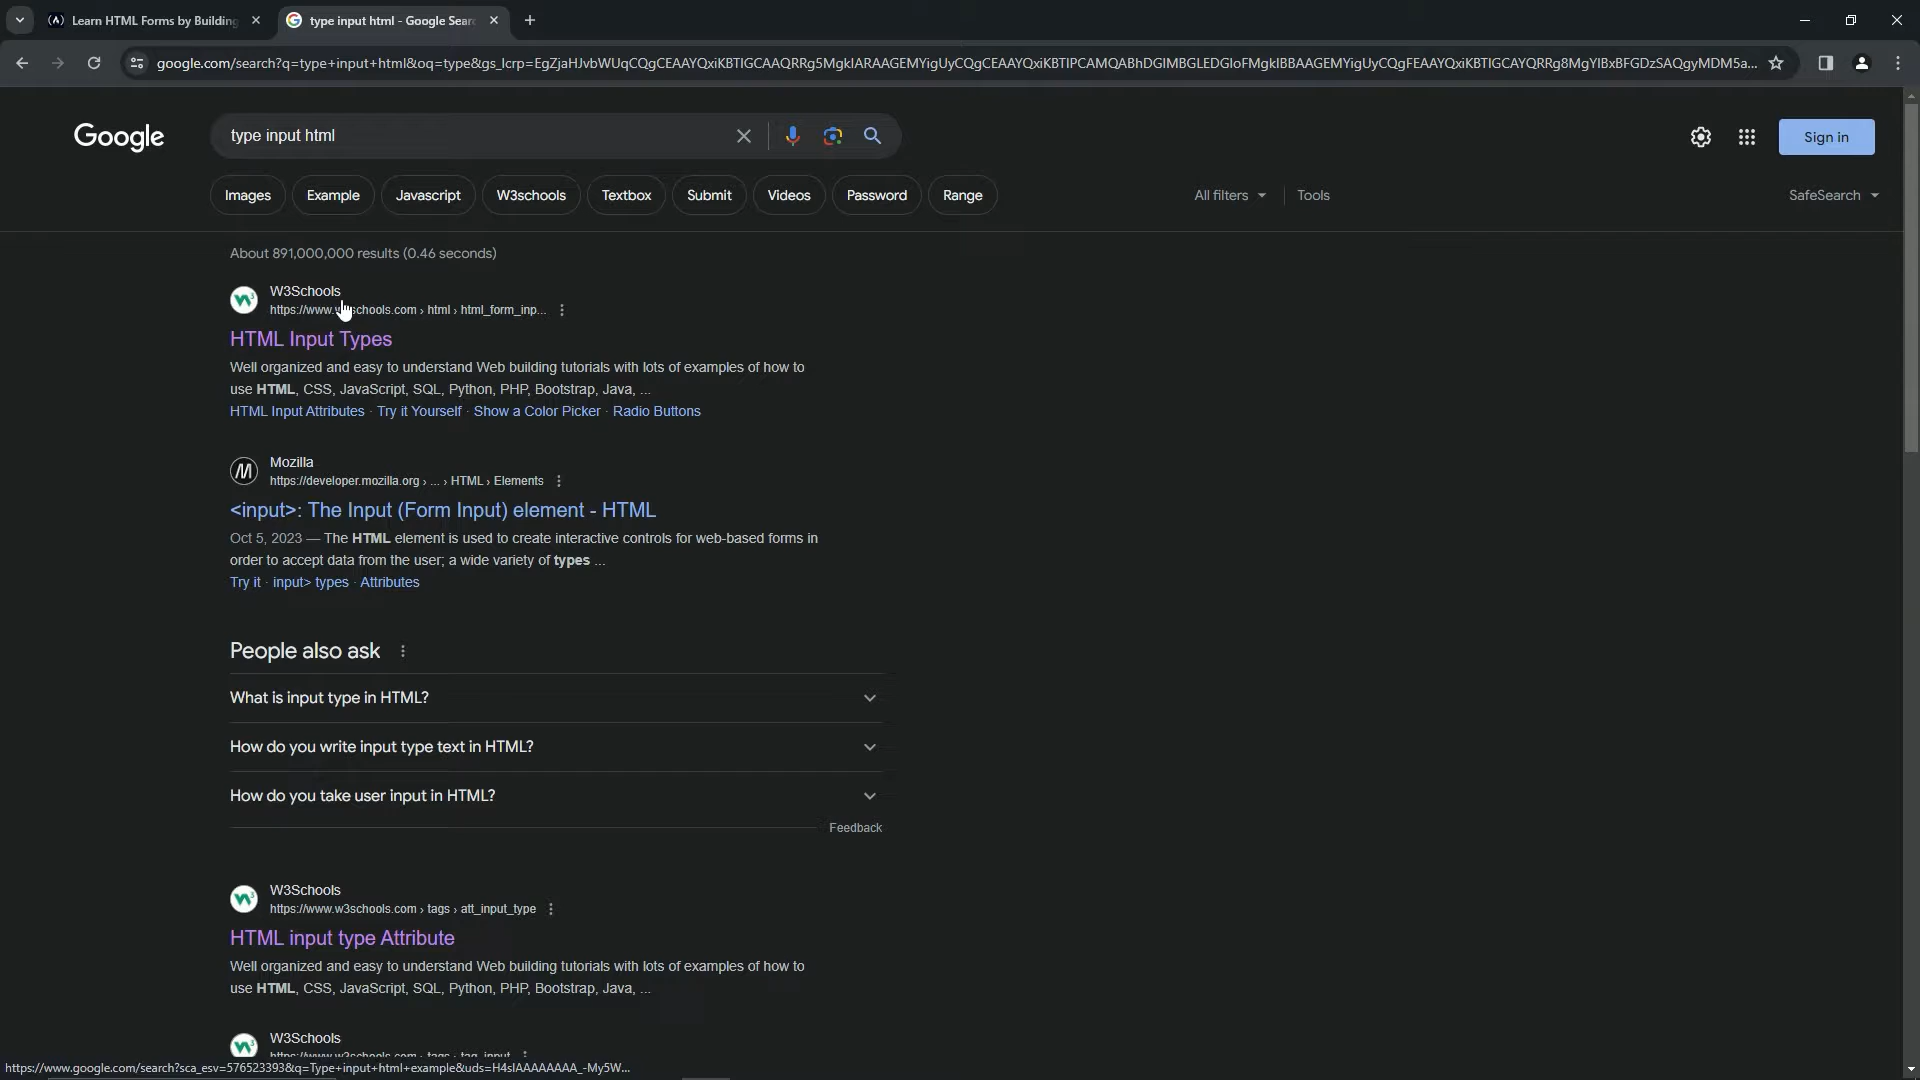 Learn HTML Forms by Building
type input html - Google Sear
google.com/search?q=type+input+html&oq=type&gs_lcrp=EgZjaHJvbWUqCQgCEAAYQxiKBTIGCAAQRRg5MgkIARAAGEMYigUyCQgCEAAYQxiKBTIPCAMQABhDGIMBGLEDGIoFMgkIBBAAGEMYigUyCQgFEAAYQxiKBTIGCAYQRRg8MgYIBxBFGDzSAQgyMDM5a...
Google
type input html
Sign in
Images Example Javascript W3schools Textbox Submit Videos Password Range All filters Tools SafeSearch
About 891,000,000 results (0.46 seconds)
W3Schools
https://www.w3schools.com › html › html_form_inp...
HTML Input Types
Well organized and easy to understand Web building tutorials with lots of examples of how to
use HTML, CSS, JavaScript, SQL, Python, PHP, Bootstrap, Java, ...
HTML Input Attributes · Try it Yourself · Show a Color Picker · Radio Buttons
Mozilla
https://developer.mozilla.org › ... › HTML › Elements
<input>: The Input (Form Input) element - HTML
Oct 5, 2023 — The HTML element is used to create interactive controls for web-based forms in
order to accept data from the user; a wide variety of types ...
Try it · input> types · Attributes
People also ask
What is input type in HTML?
How do you write input type text in HTML?
How do you take user input in HTML?
Feedback
W3Schools
https://www.w3schools.com › tags › att_input_type
HTML input type Attribute
Well organized and easy to understand Web building tutorials with lots of examples of how to
use HTML, CSS, JavaScript, SQL, Python, PHP, Bootstrap, Java, ...
W3Schools
https://www.w3schools.com › tags › tag_input
https://www.google.com/search?sca_esv=576523393&q=Type+input+html+example&uds=H4sIAAAAAAAA_-My5W...